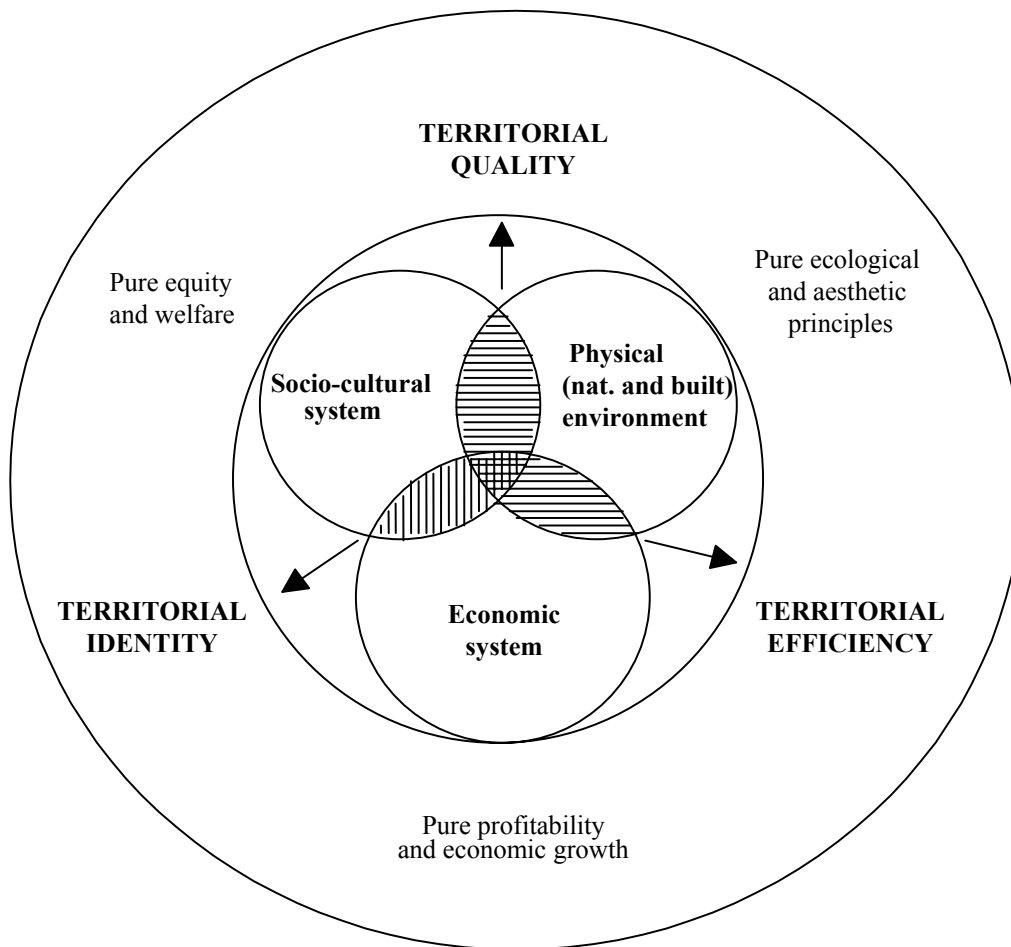 TERRITORIAL
QUALITY
Pure equity
and welfare
Pure ecological
and aesthetic
principles
Socio-cultural
system
Physical
(nat. and built)
environment
TERRITORIAL
IDENTITY
Economic
system
TERRITORIAL
EFFICIENCY
Pure profitability
and economic growth